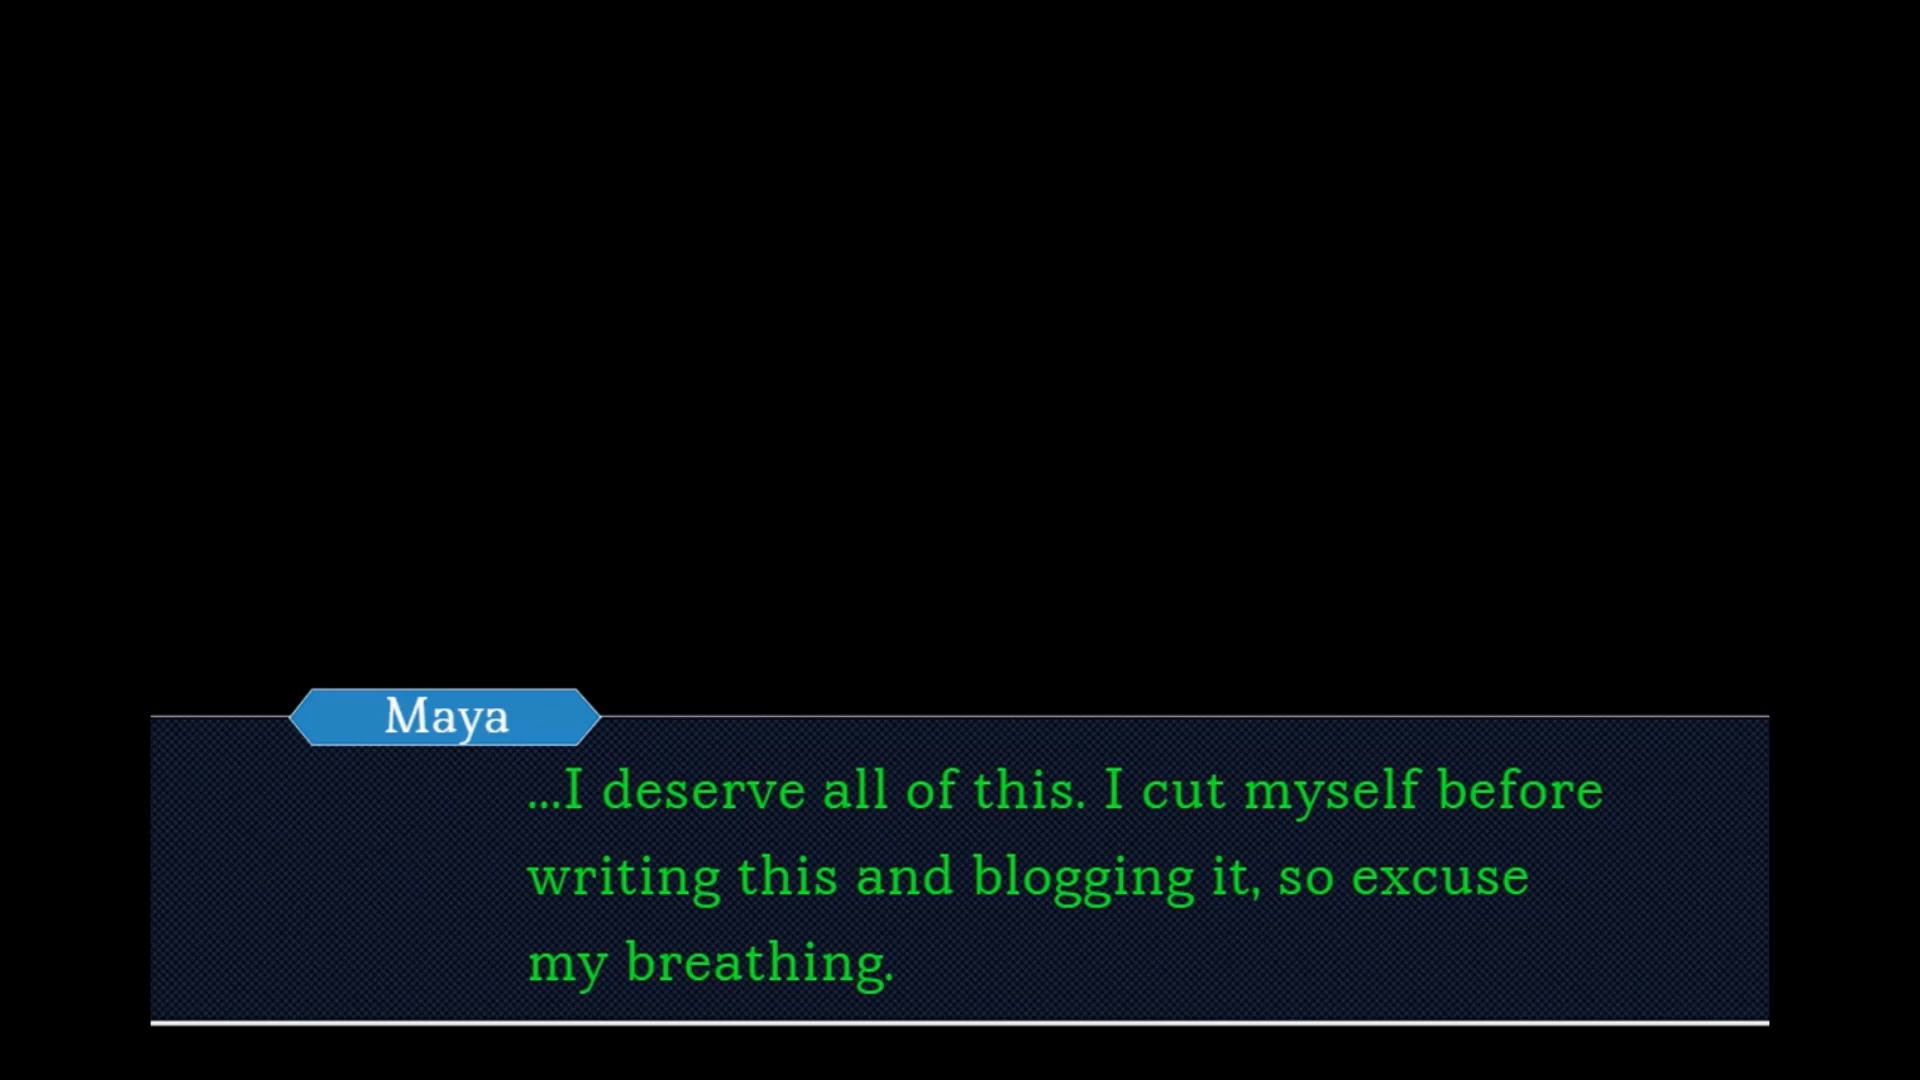 Maya
...I deserve all of this. I cut myself before
writing this and blogging it, so excuse
my breathing.